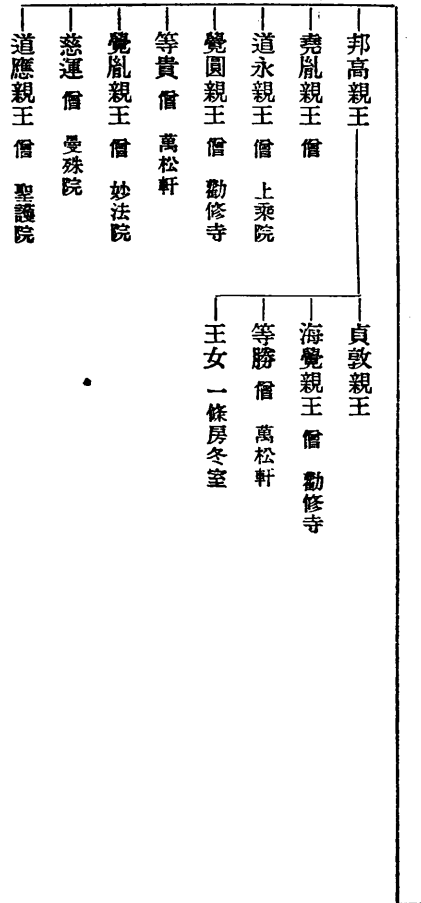 邦高親王
堯胤親王 僧
道永親王 僧 上乘院
覺圓親王 僧 勸修寺
等貴 僧 萬松軒
覺胤親王 僧 妙法院
慈運 僧 曼殊院
道應親王 僧 聖護院
貞敦親王
海覺親王 僧 勸修寺
等勝 僧 萬松軒
王女 一條房冬室